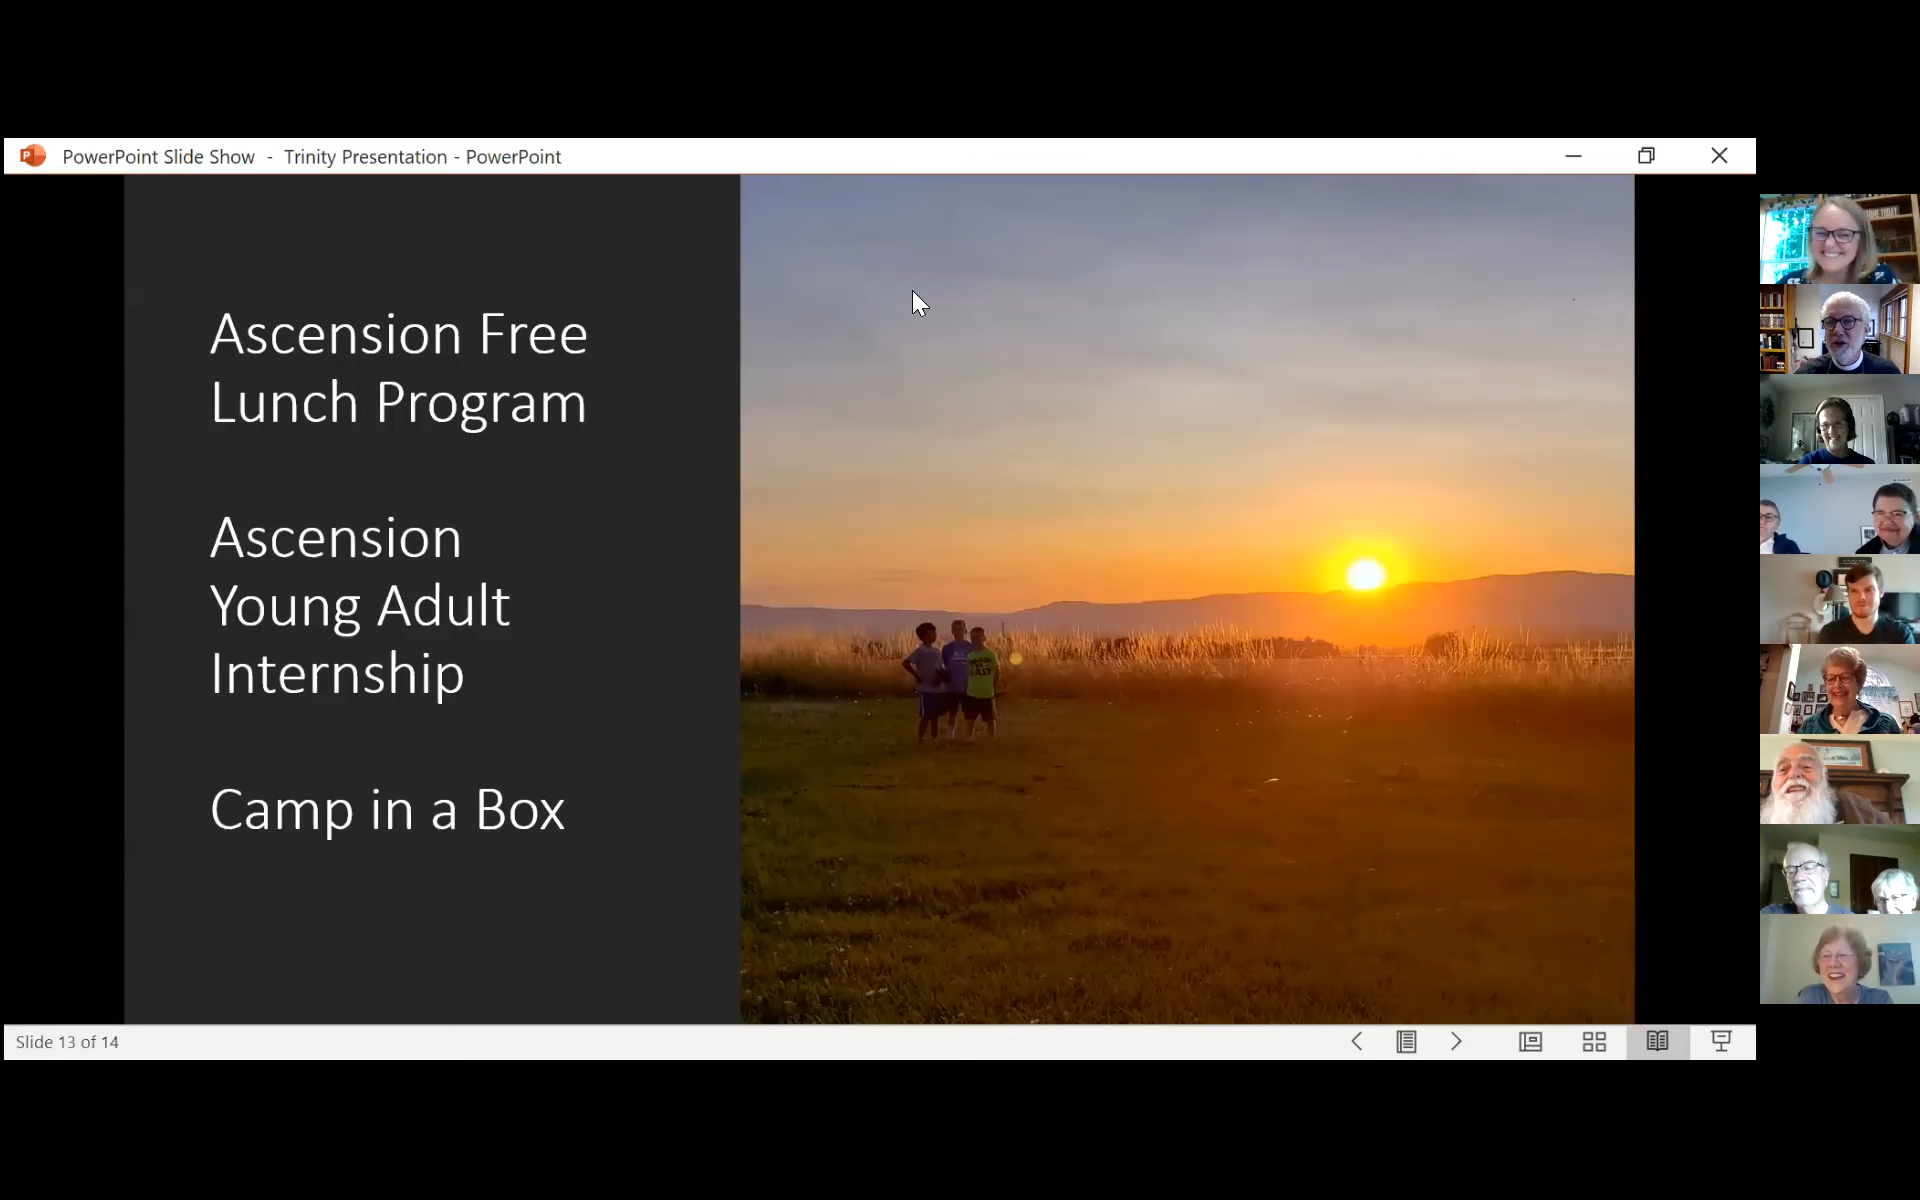 PowerPoint Slide Show - Trinity Presentation - PowerPoint
Ascension Free
Lunch Program
Ascension
Young Adult
Internship
Camp in a Box
Slide 13 of 14